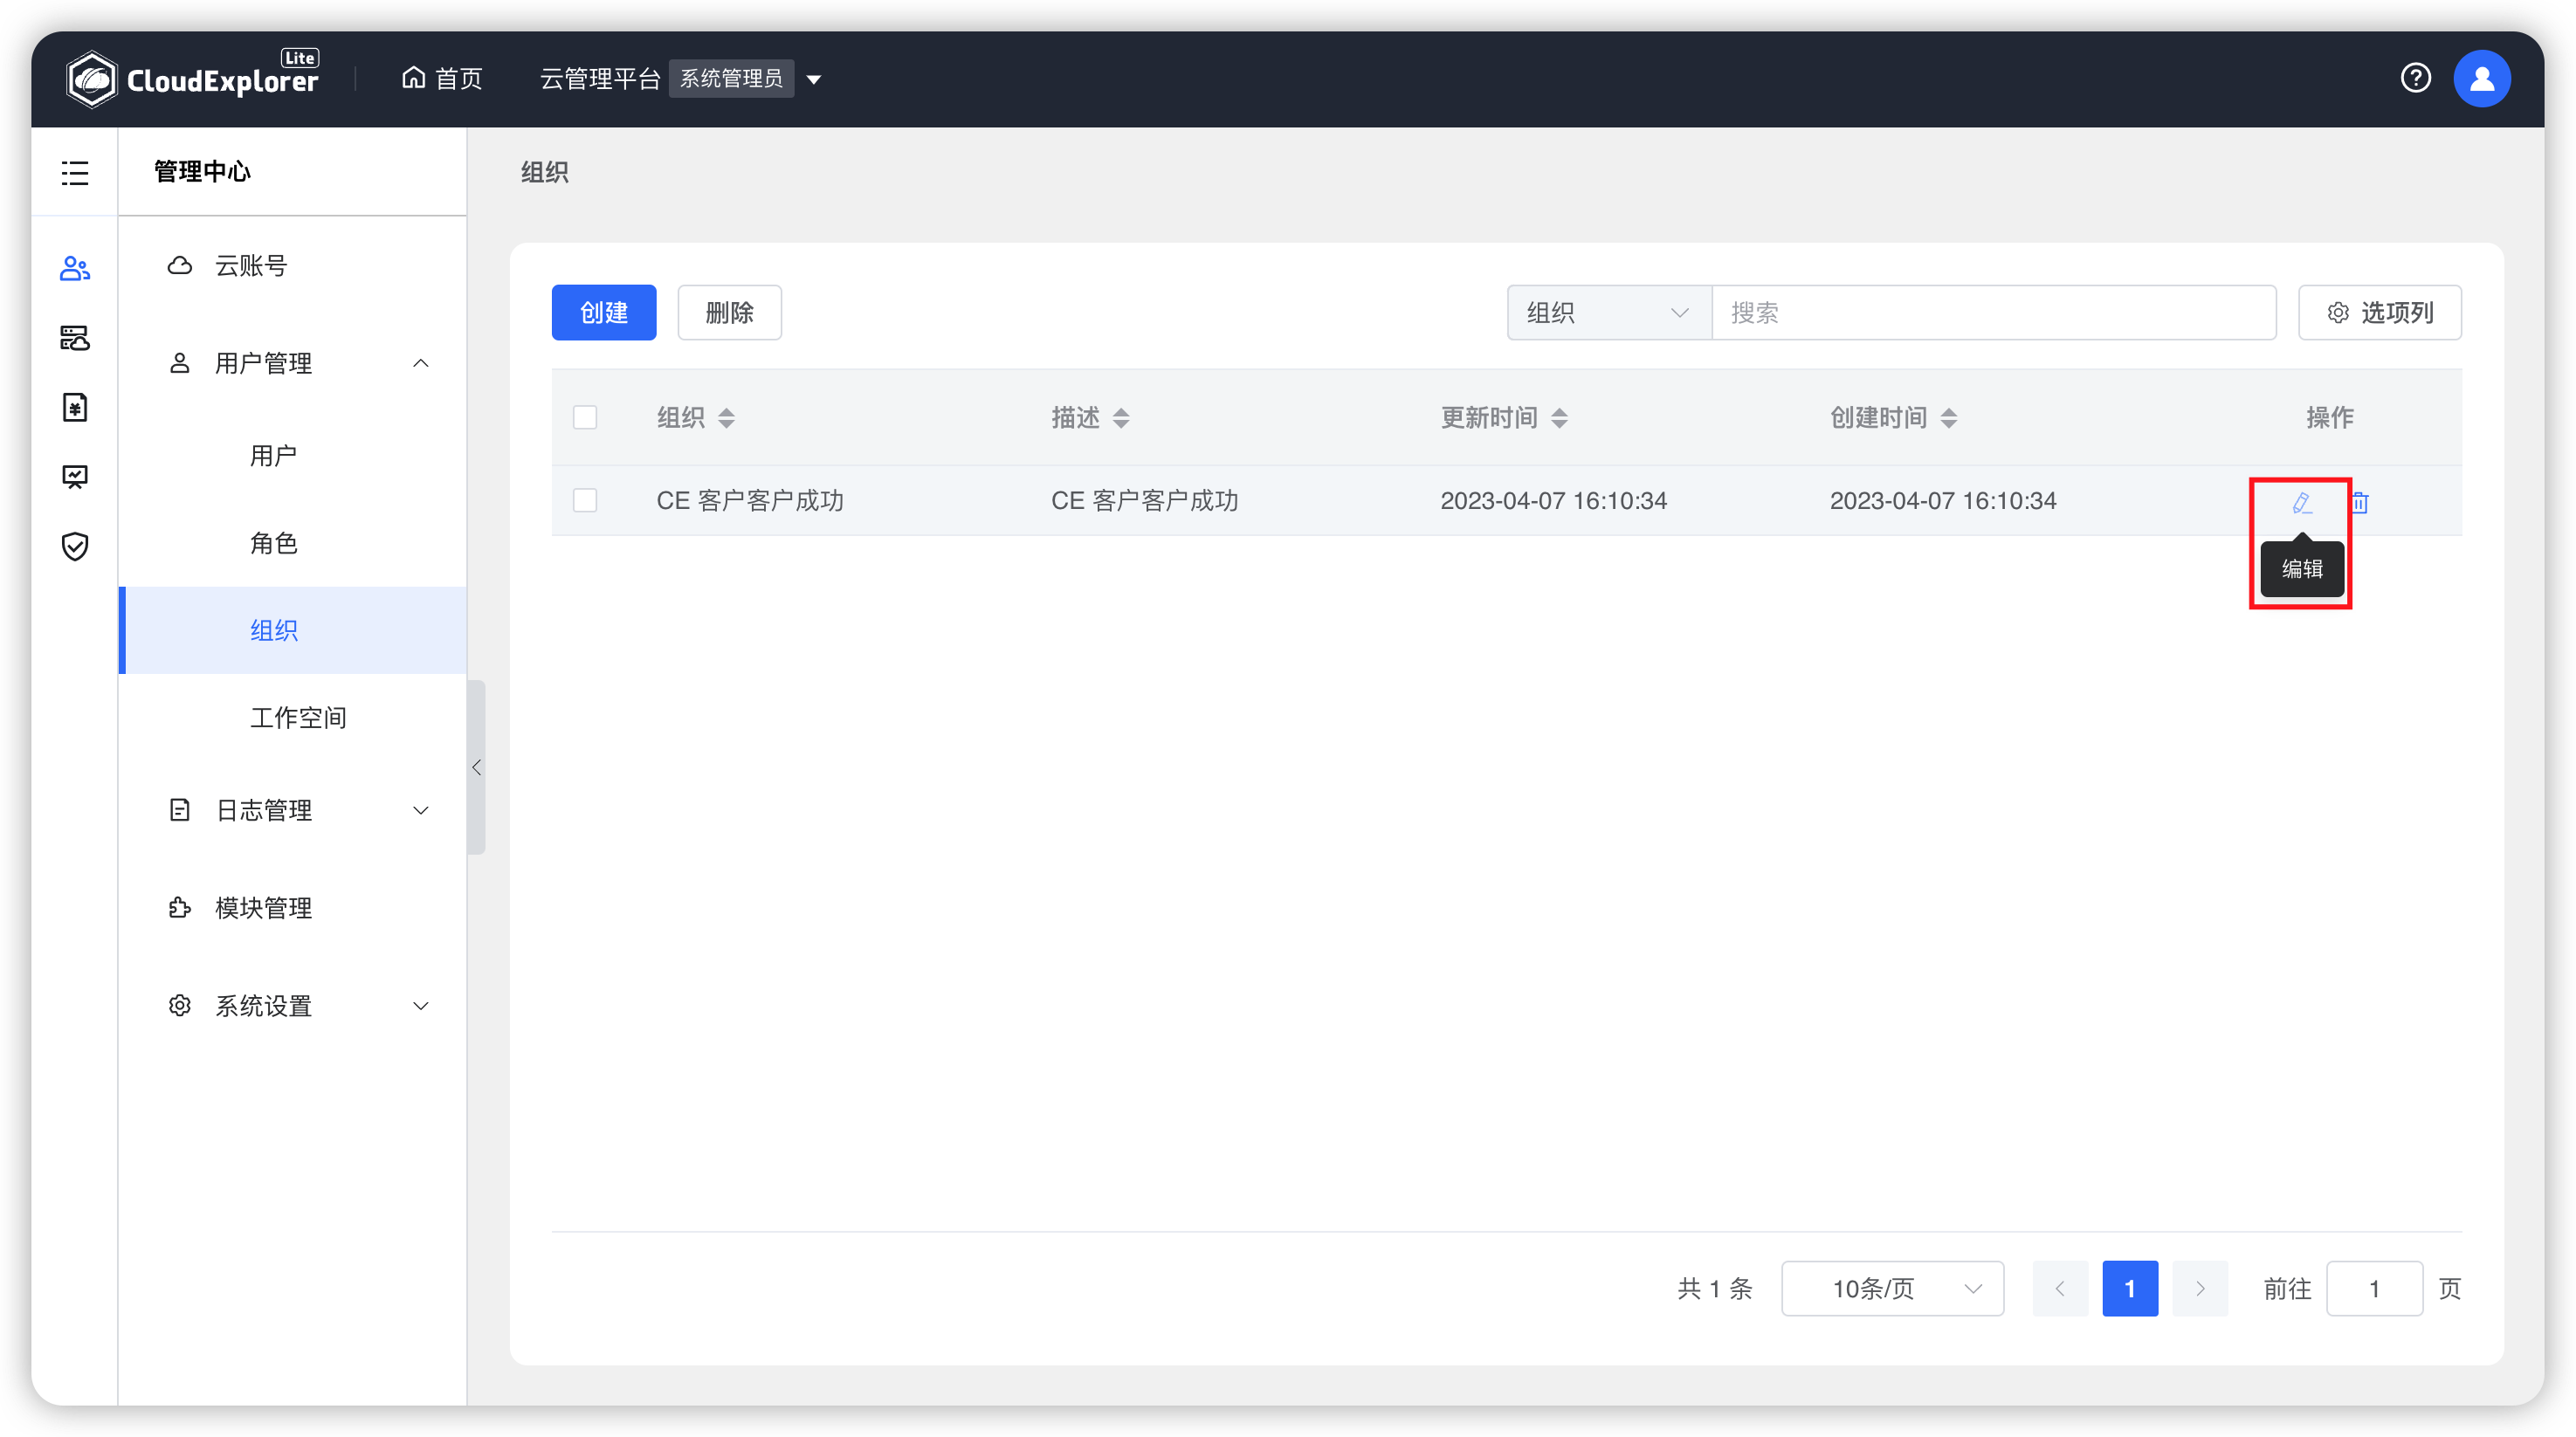 CloudExplorer Lite
首页
云管理平台 系统管理员
管理中心
云账号
用户管理
用户
角色
组织
工作空间
日志管理
模块管理
系统设置
组织
创建 删除 组织 搜索 选项列
组织 描述 更新时间 创建时间 操作
CE 客户客户成功 CE 客户客户成功 2023-04-07 16:10:34 2023-04-07 16:10:34
编辑
共 1 条 10条/页 1 前往 1 页